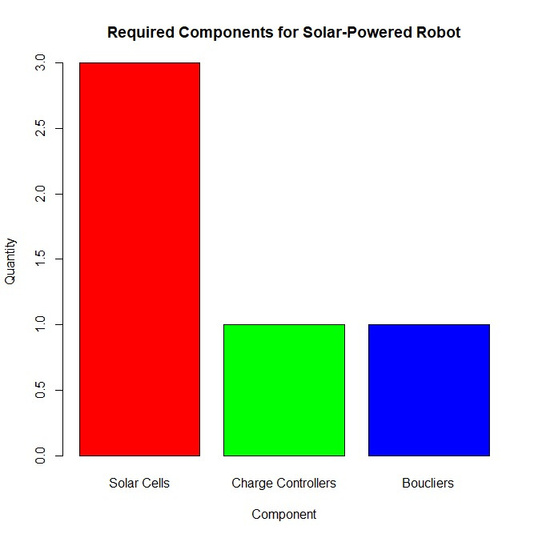 Required Components for Solar-Powered Robot
3.0
2.5
2.0
1.5
1.0
0.5
0.0
Quantity
Solar Cells
Charge Controllers
Boucliers
Component